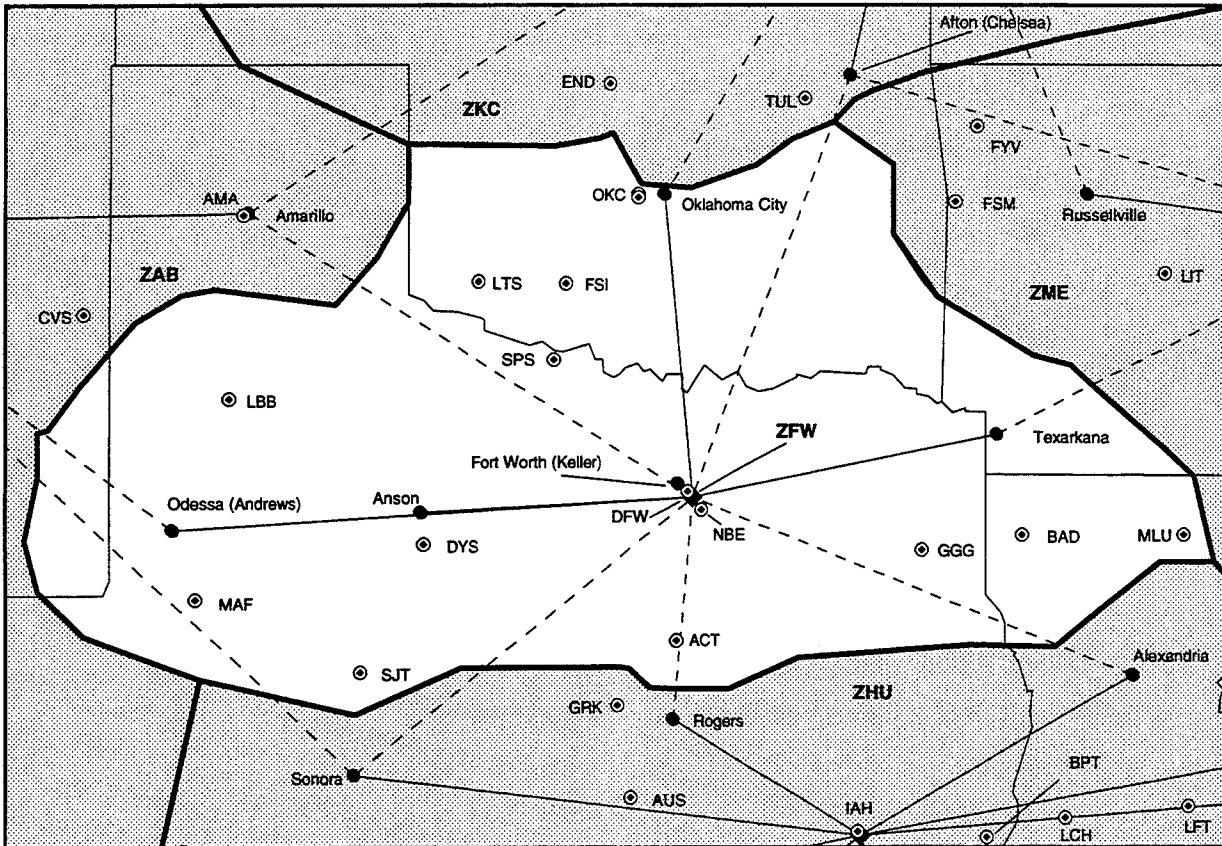 Afton (Chelsea)
END
TUL
ZKC
FYV
AMA
Amarillo
OKC
Oklahoma City
FSM
Russellville
ZAB
LTS
FSI
LIT
ZME
CVS
SPS
LBB
ZFW
Texarkana
Fort Worth (Keller)
Odessa (Andrews)
Anson
DFW
NBE
DYS
GGG
BAD
MLU
MAF
ACT
SJT
Alexandria
ZHU
GRK
Rogers
Sonora
BPT
AUS
IAH
LCH
LFT